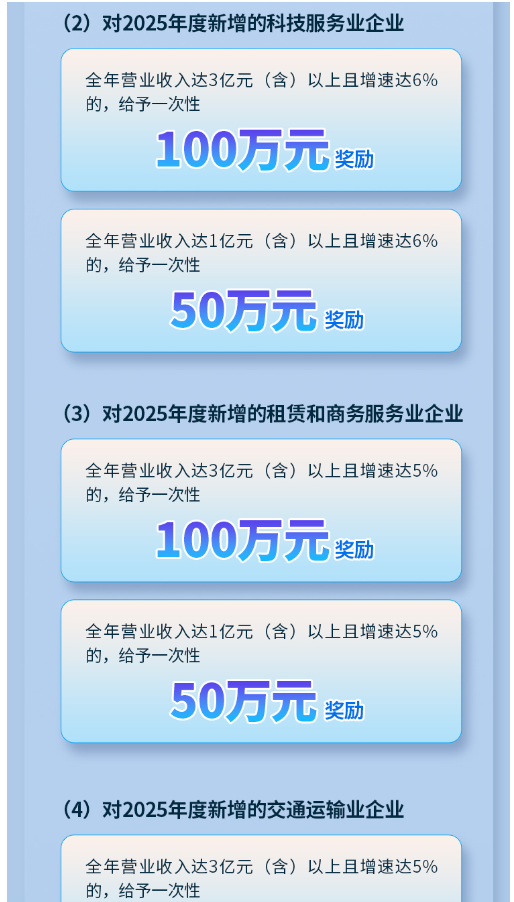 （2）对2025年度新增的科技服务业企业
全年营业收入达3亿元（含）以上且增速达6%
的，给予一次性
100万元 奖励
全年营业收入达1亿元（含）以上且增速达6%
的，给予一次性
50万元 奖励
（3）对2025年度新增的租赁和商务服务业企业
全年营业收入达3亿元（含）以上且增速达5%
的，给予一次性
100万元 奖励
全年营业收入达1亿元（含）以上且增速达5%
的，给予一次性
50万元 奖励
（4）对2025年度新增的交通运输业企业
全年营业收入达3亿元（含）以上且增速达5%
的，给予一次性